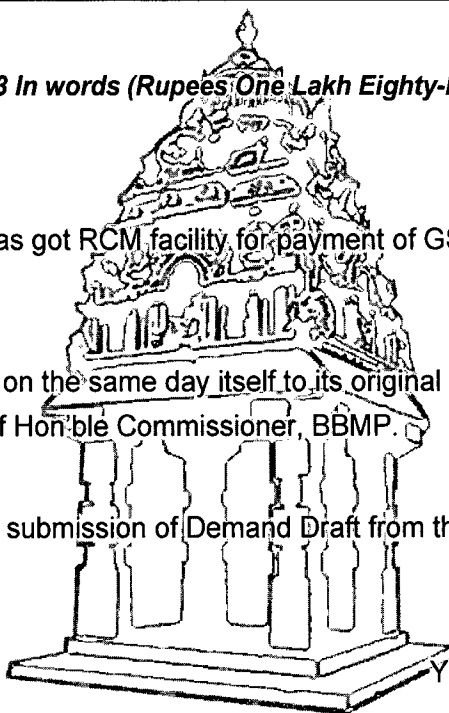 3 In words (Rupees One Lakh Eighty-
as got RCM facility for payment of GS
on the same day itself to its original
f Hon'ble Commissioner, BBMP.
submission of Demand Draft from th
Y